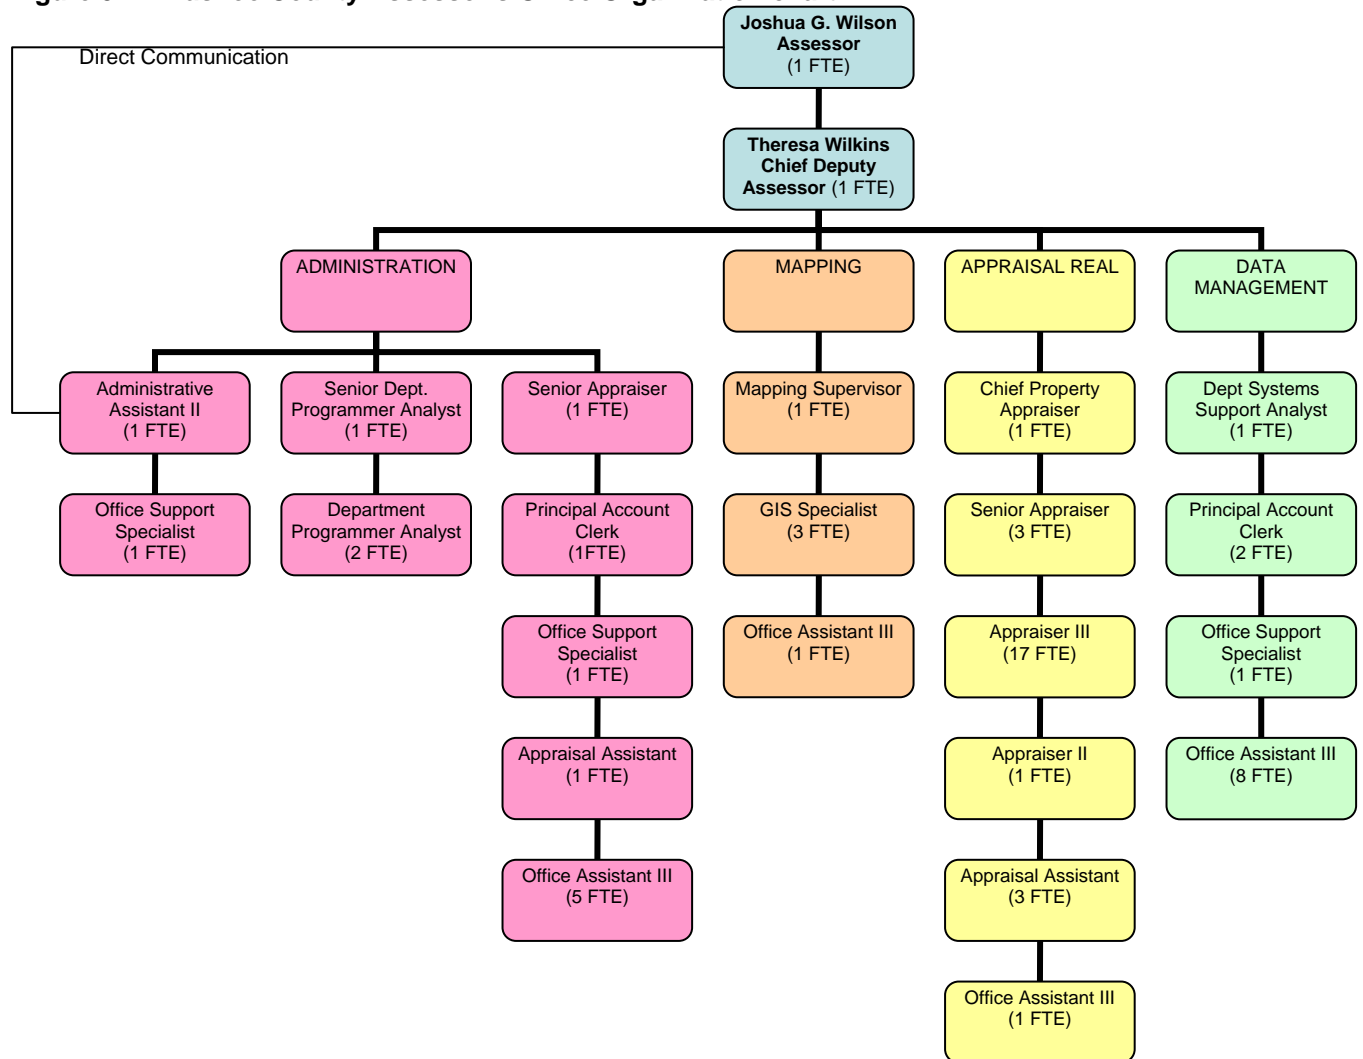 Joshua G. Wilson
Assessor
(1 FTE)
Direct Communication
Theresa Wilkins
Chief Deputy
Assessor (1 FTE)
ADMINISTRATION
MAPPING
APPRAISAL REAL
DATA
MANAGEMENT
Administrative
Assistant II
(1 FTE)
Senior Dept.
Programmer Analyst
(1 FTE)
Senior Appraiser
(1 FTE)
Mapping Supervisor
(1 FTE)
Chief Property
Appraiser
(1 FTE)
Dept Systems
Support Analyst
(1 FTE)
Office Support
Specialist
(1 FTE)
Department
Programmer Analyst
(2 FTE)
Principal Account
Clerk
(1FTE)
GIS Specialist
(3 FTE)
Senior Appraiser
(3 FTE)
Principal Account
Clerk
(2 FTE)
Office Support
Specialist
(1 FTE)
Office Assistant III
(1 FTE)
Appraiser III
(17 FTE)
Office Support
Specialist
(1 FTE)
Appraisal Assistant
(1 FTE)
Appraiser II
(1 FTE)
Office Assistant III
(8 FTE)
Office Assistant III
(5 FTE)
Appraisal Assistant
(3 FTE)
Office Assistant III
(1 FTE)